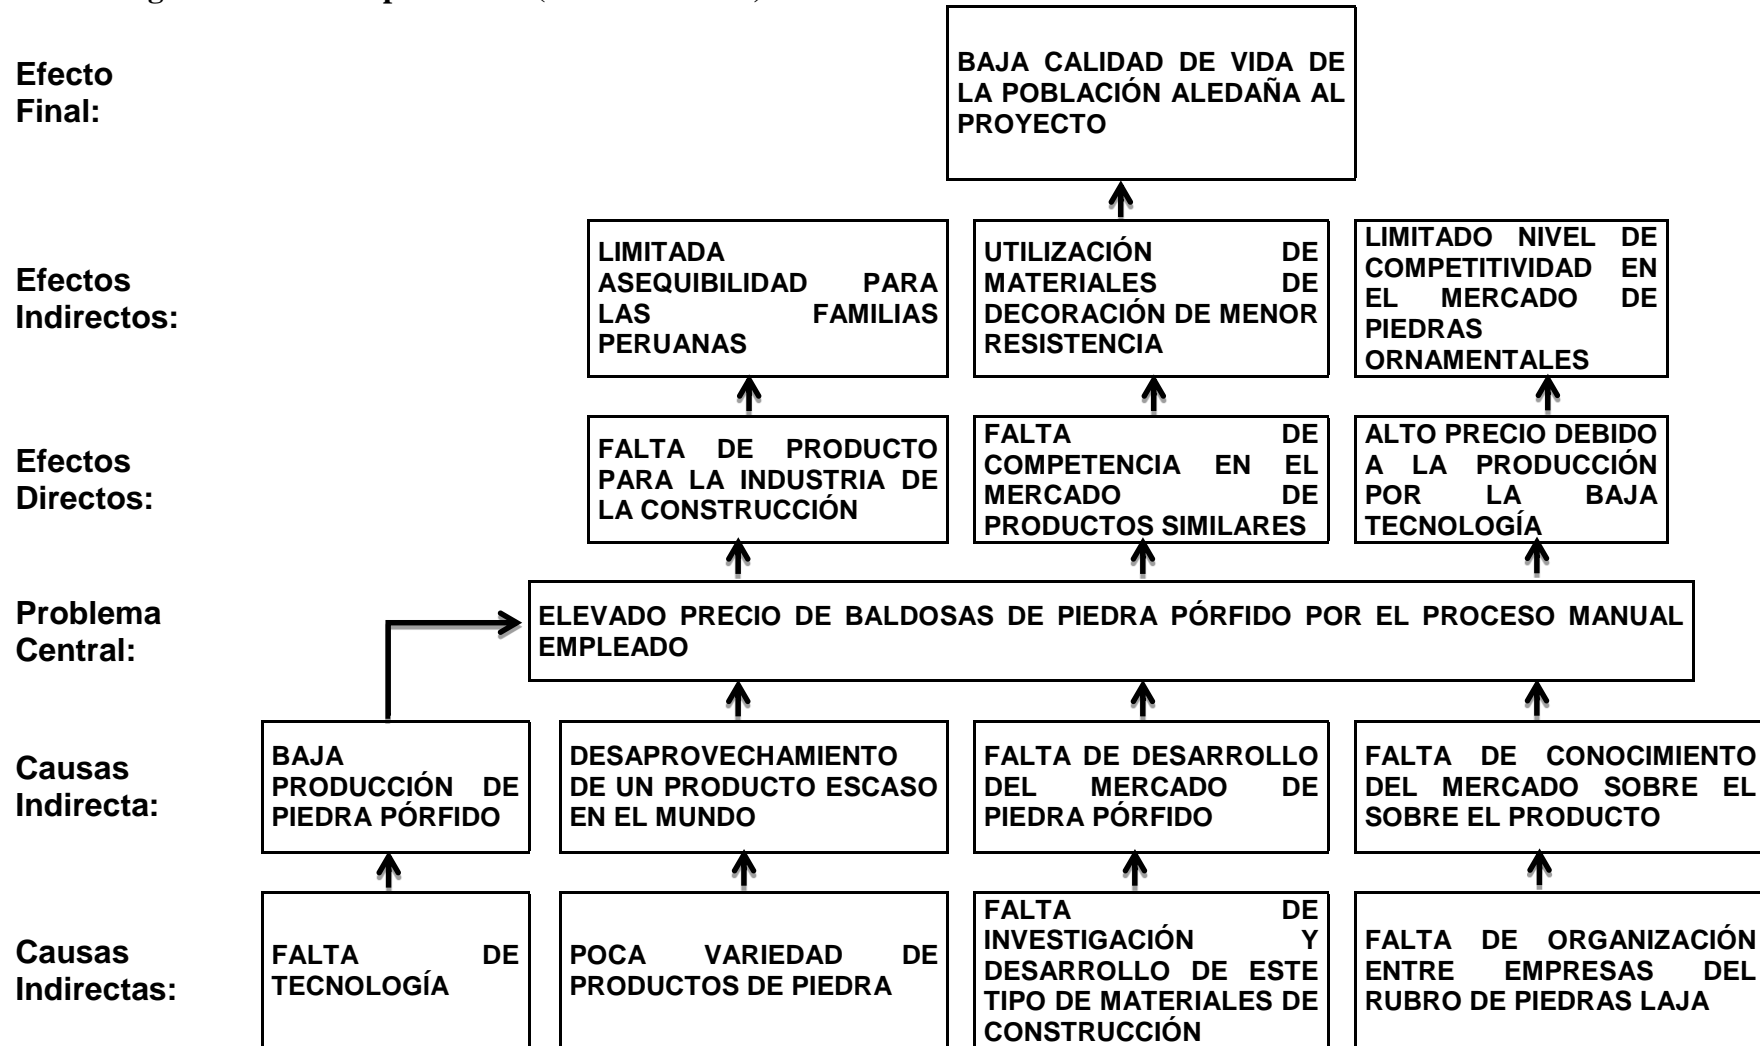 Efecto
Final:
BAJA CALIDAD DE VIDA DE
LA POBLACIÓN ALEDAÑA AL
PROYECTO
Efectos
Indirectos:
LIMITADA
ASEQUIBILIDAD PARA
LAS FAMILIAS
PERUANAS
UTILIZACIÓN DE
MATERIALES DE
DECORACIÓN DE MENOR
RESISTENCIA
LIMITADO NIVEL DE
COMPETITIVIDAD EN
EL MERCADO DE
PIEDRAS
ORNAMENTALES
Efectos
Directos:
FALTA DE PRODUCTO
PARA LA INDUSTRIA DE
LA CONSTRUCCIÓN
FALTA DE
COMPETENCIA EN EL
MERCADO DE
PRODUCTOS SIMILARES
ALTO PRECIO DEBIDO
A LA PRODUCCIÓN
POR LA BAJA
TECNOLOGÍA
Problema
Central:
ELEVADO PRECIO DE BALDOSAS DE PIEDRA PÓRFIDO POR EL PROCESO MANUAL
EMPLEADO
Causas
Indirecta:
BAJA
PRODUCCIÓN DE
PIEDRA PÓRFIDO
DESAPROVECHAMIENTO
DE UN PRODUCTO ESCASO
EN EL MUNDO
FALTA DE DESARROLLO
DEL MERCADO DE
PIEDRA PÓRFIDO
FALTA DE CONOCIMIENTO
DEL MERCADO SOBRE EL
SOBRE EL PRODUCTO
Causas
Indirectas:
FALTA DE
TECNOLOGÍA
POCA VARIEDAD DE
PRODUCTOS DE PIEDRA
FALTA DE
INVESTIGACIÓN Y
DESARROLLO DE ESTE
TIPO DE MATERIALES DE
CONSTRUCCIÓN
FALTA DE ORGANIZACIÓN
ENTRE EMPRESAS DEL
RUBRO DE PIEDRAS LAJA